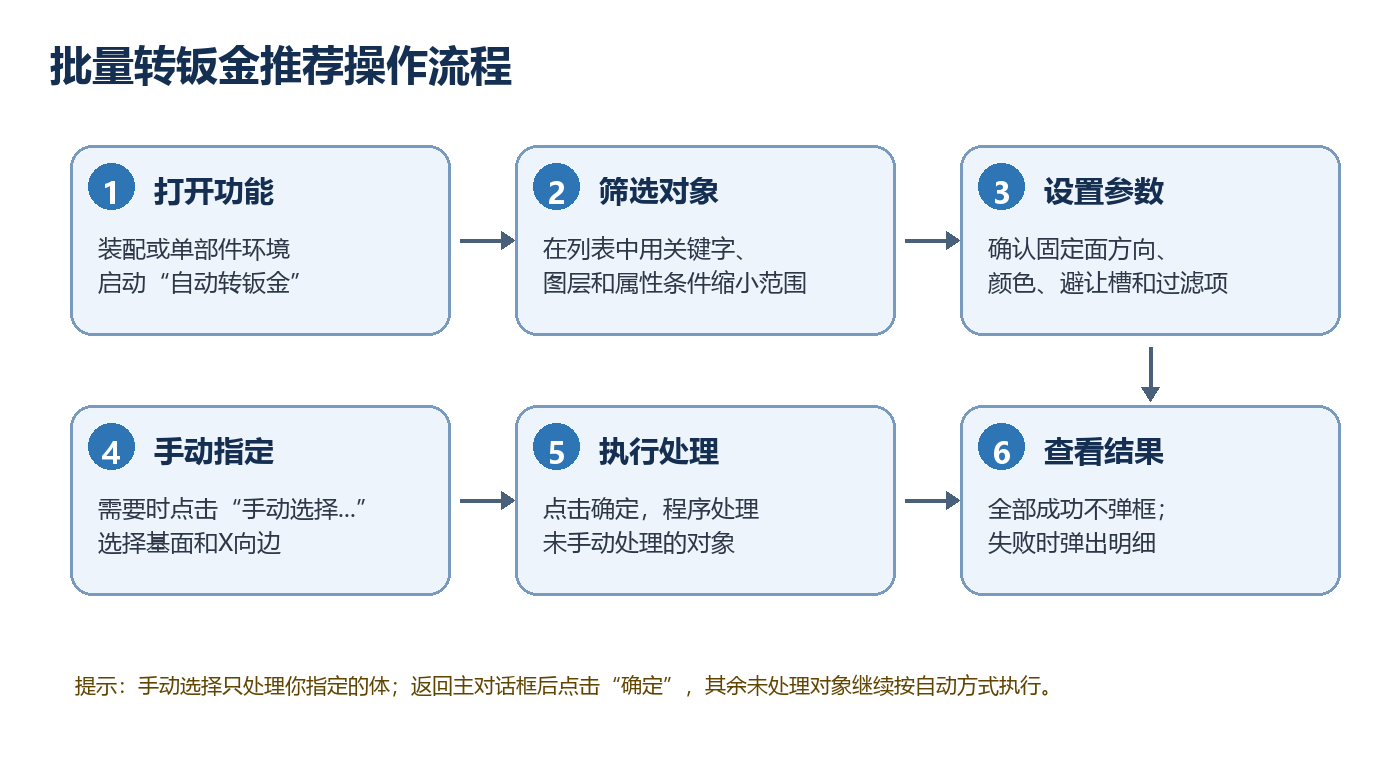 批量转钣金推荐操作流程
1 打开功能
装配或单部件环境
启动“自动转钣金”
2 筛选对象
在列表中用关键字、
图层和属性条件缩小范围
3 设置参数
确认固定面方向、
颜色、避让槽和过滤项
4 手动指定
需要时点击“手动选择...”
选择基面和X向边
5 执行处理
点击确定，程序处理
未手动处理的对象
6 查看结果
全部成功不弹框；
失败时弹出明细
提示：手动选择只处理你指定的体；返回主对话框后点击“确定”，其余未处理对象继续按自动方式执行。